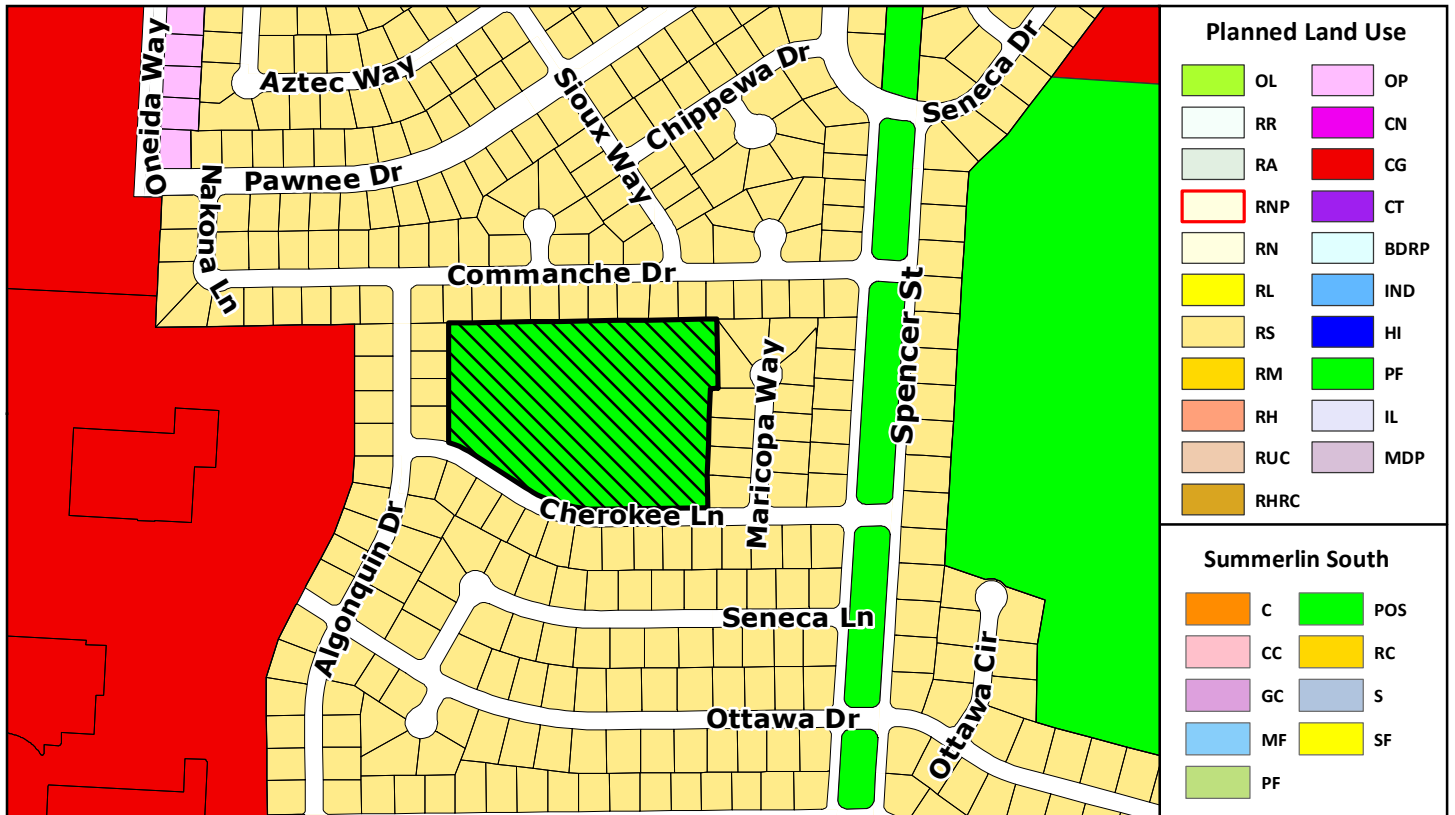 Oneida Way
Aztec Way
Sioux Way
Chippewa Dr
Seneca Dr
Nakona Ln
Pawnee Dr
Commanche Dr
Spencer St
Maricopa Way
Cherokee Ln
Algonquin Dr
Seneca Ln
Ottawa Dr
Ottawa Cir
Planned Land Use
OL
OP
RR
CN
RA
CG
RNP
CT
RN
BDRP
RL
IND
RS
HI
RM
PF
RH
IL
RUC
MDP
RHRC
Summerlin South
C
POS
CC
RC
GC
S
MF
SF
PF